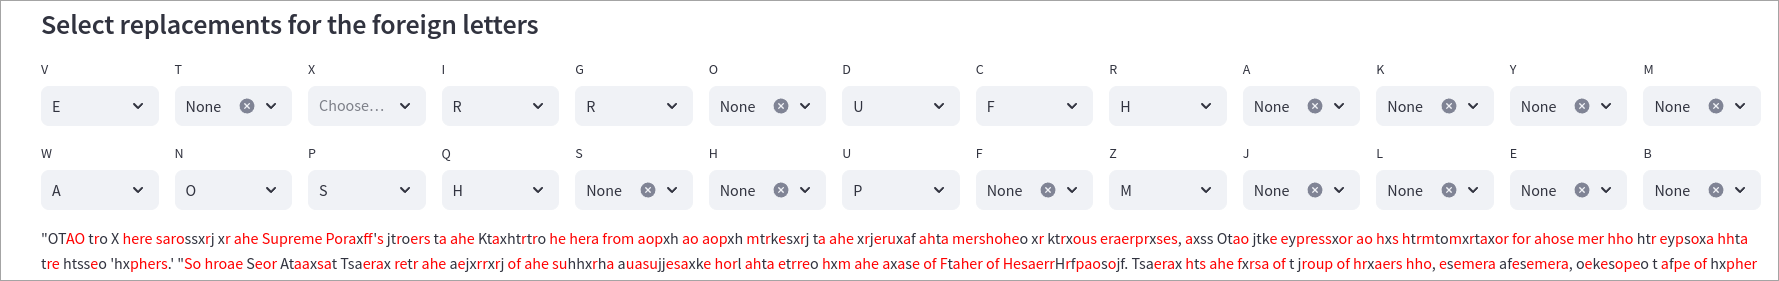 Select replacements for the foreign letters
V T X I G O D C R A K Y M
E None Choose... R R None U F H None None None None
W N P Q S H U F Z J L E B
A O S H None None P None M None None None None
"OTAO tro X here sarossxrj xr ahe Supreme Poraxff's jtroers ta ahe Ktaxhtrtro he hera from aopxh ao aopxh mtrkesxrj ta ahe xrjeruxaf ahta mershoheo xr ktrxous eraerprxses, axss Otao jtke eypressxor ao hxs htrmtomxrtaxor for ahose mer hho htr eypsoxa hhta
tre htsseo 'hxphers.' "So hroae Seor Ataaxsat Tsaerax retr ahe aejxrrxrj of ahe suhhxrha auasujjesaxke horl ahta etrreo hxm ahe axase of Ftaher of HesaerrHrfpaosojf. Tsaerax hts ahe fxrsa of t jroup of hrxaers hho, esemera afesemera, oekesopeo t afpe of hxpher